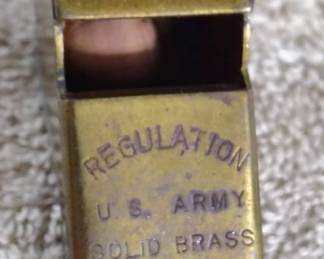 REGULATION
U.S. ARMY
SOLID BRASS